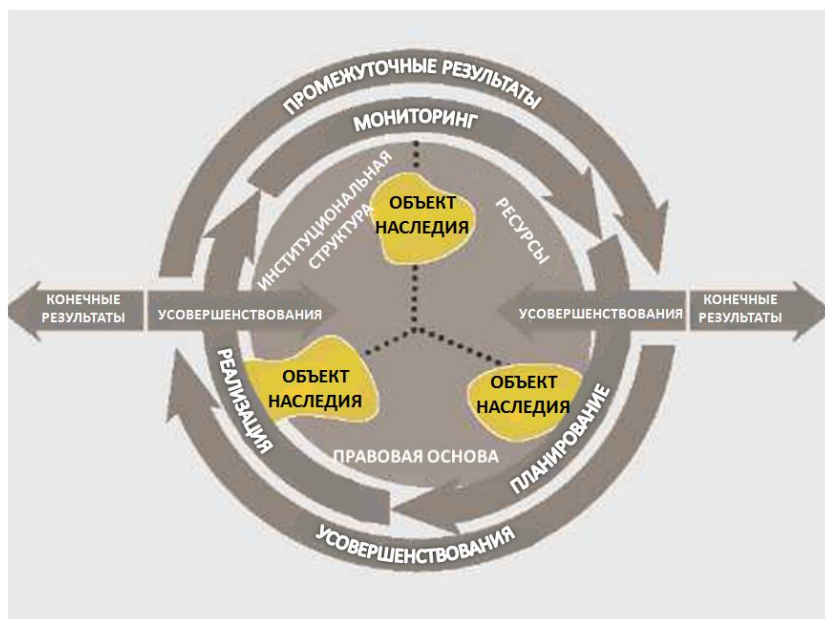 ПРОМЕЖУТОЧНЫЕ РЕЗУЛЬТАТЫ
МОНИТОРИНГ
ИНСТИТУЦИОНАЛЬНАЯ
СТРУКТУРА
ОБЪЕКТ
НАСЛЕДИЯ
РЕСУРСЫ
КОНЕЧНЫЕ
РЕЗУЛЬТАТЫ
УСОВЕРШЕНСТВОВАНИЯ
УСОВЕРШЕНСТВОВАНИЯ
КОНЕЧНЫЕ
РЕЗУЛЬТАТЫ
РЕАЛИЗАЦИЯ
ОБЪЕКТ
НАСЛЕДИЯ
ОБЪЕКТ
НАСЛЕДИЯ
ПЛАНИРОВАНИЕ
ПРАВОВАЯ ОСНОВА
УСОВЕРШЕНСТВОВАНИЯ